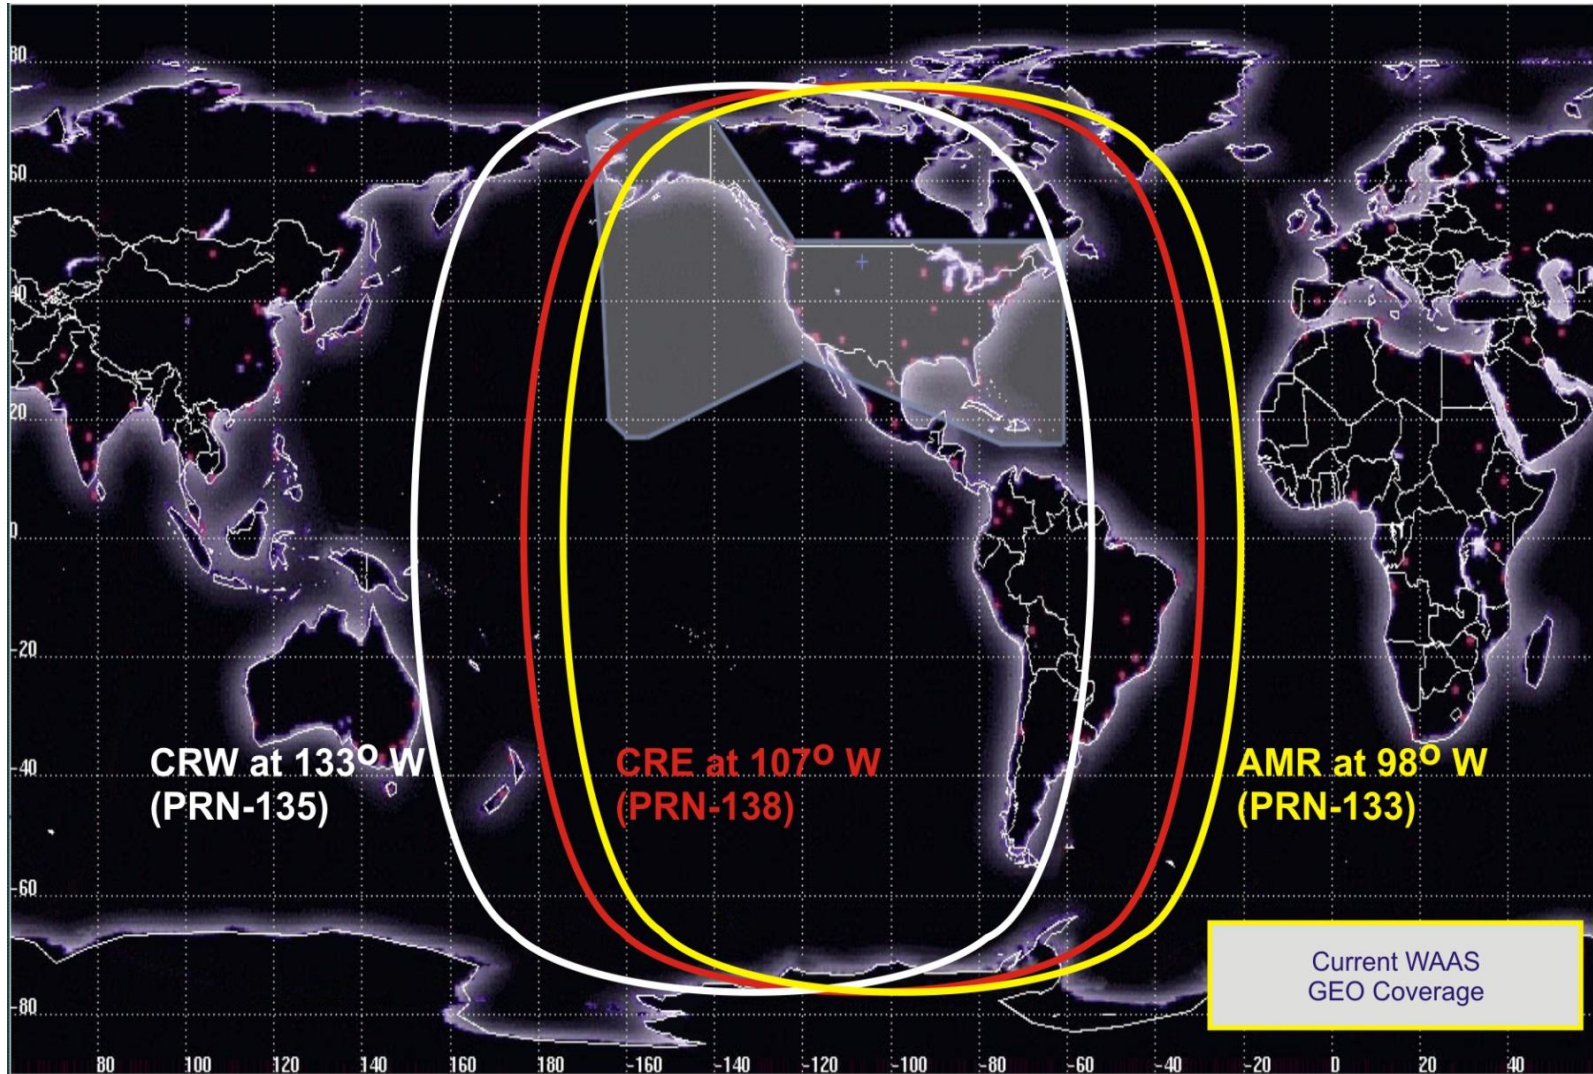 80
60
40
20
0
-20
-40
-60
-80
CRW at 133° W
(PRN-135)
CRE at 107° W
(PRN-138)
AMR at 98° W
(PRN-133)
Current WAAS
GEO Coverage
80 100 120 140 160 -160 -140 -120 -100 -80 -60 -40 -20 0 20 40